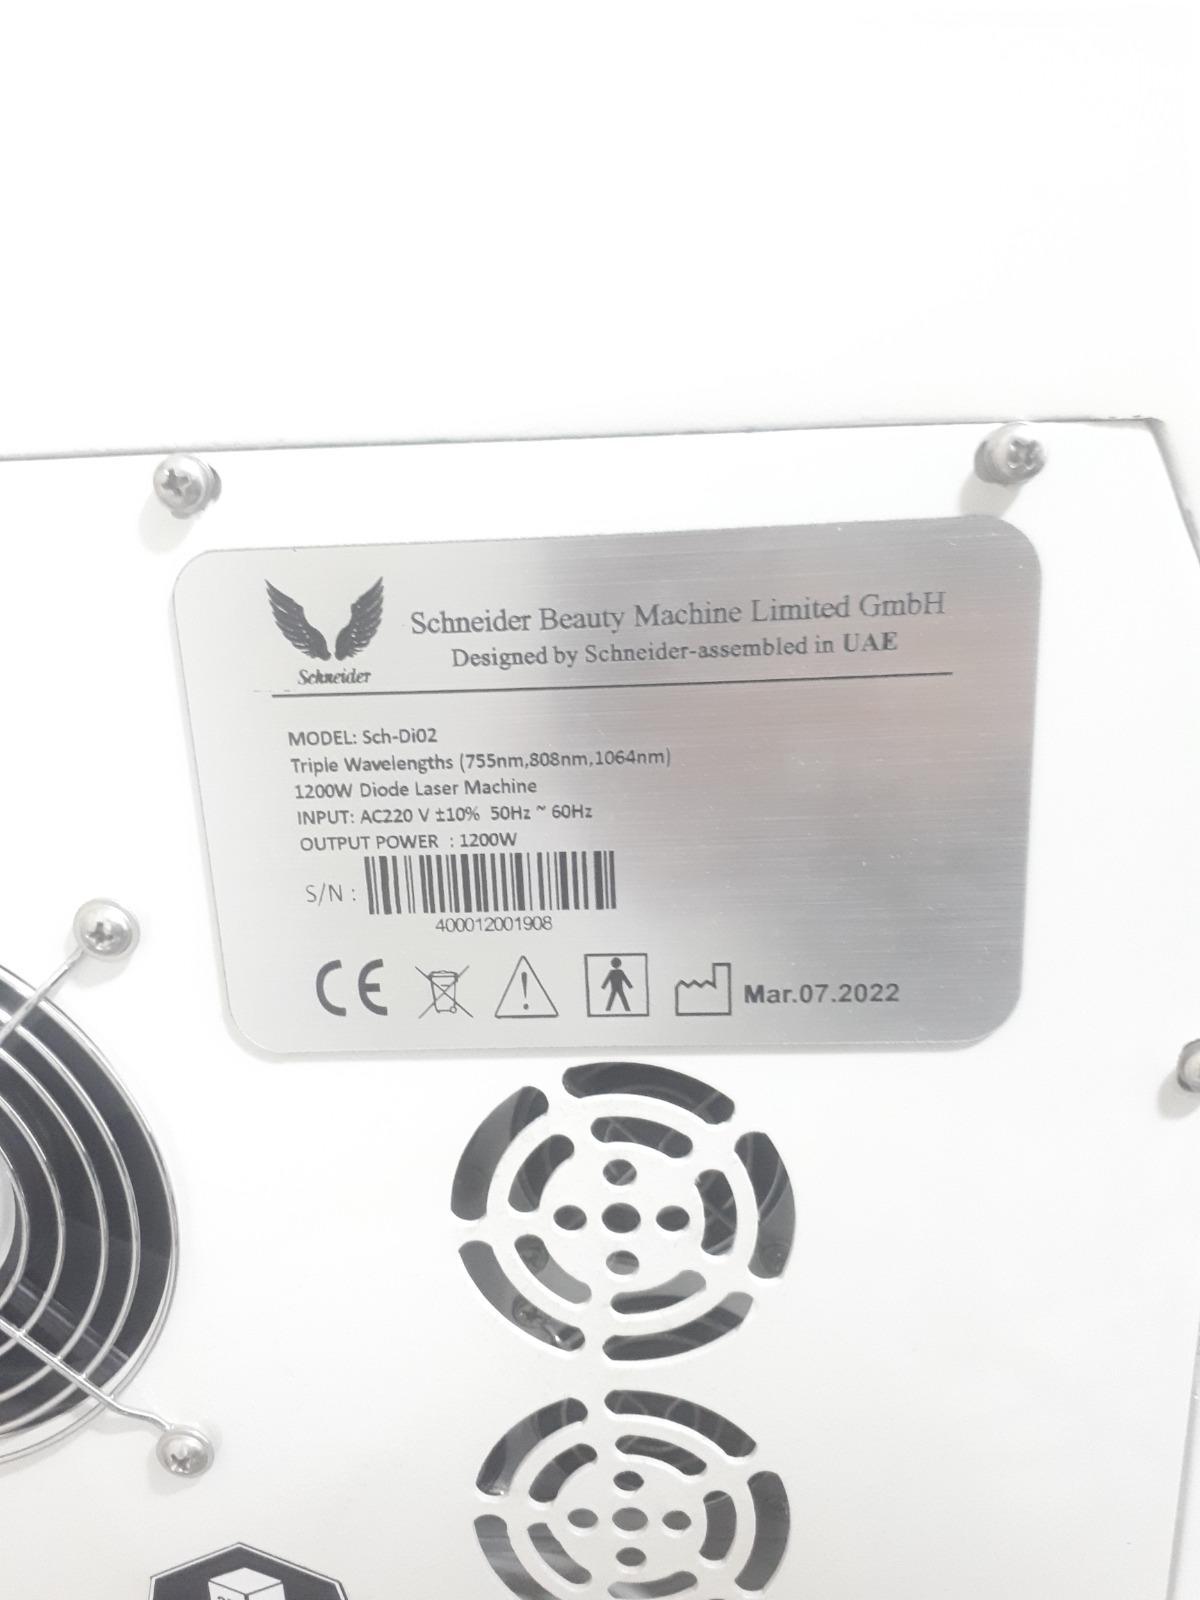 Schneider
Schneider Beauty Machine Limited GmbH
Designed by Schneider-assembled in UAE
MODEL: Sch-Di02
Triple Wavelengths (755nm,808nm,1064nm)
1200W Diode Laser Machine
INPUT: AC220 V ±10% 50Hz ~ 60Hz
OUTPUT POWER : 1200W
S/N :
400012001908
CE
Mar.07.2022